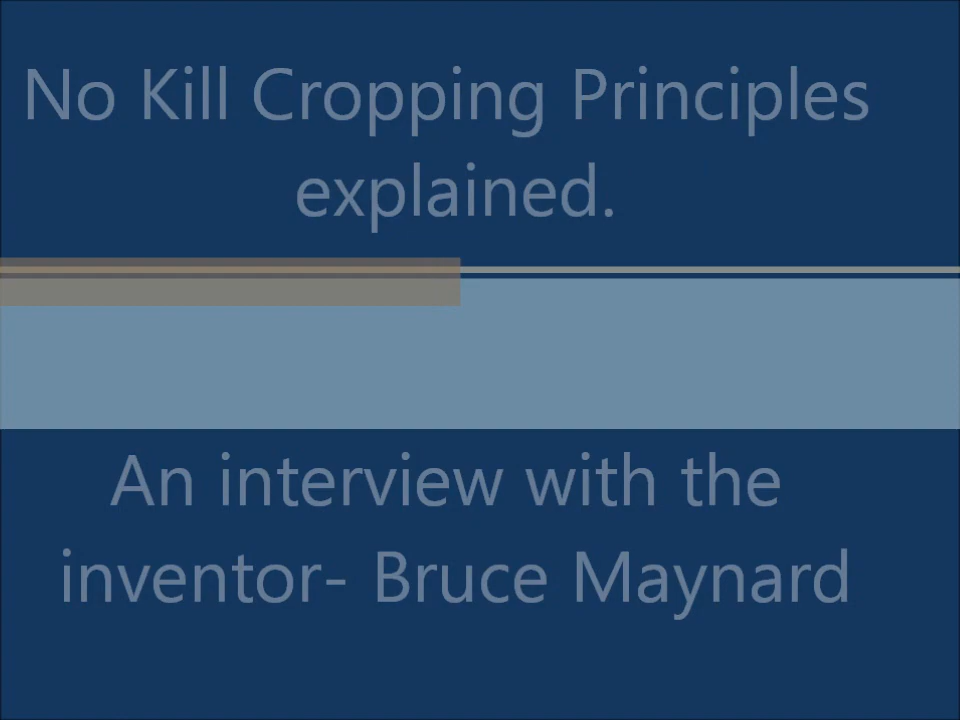 No Kill Cropping Principles
explained.
An interview with the
inventor- Bruce Maynard